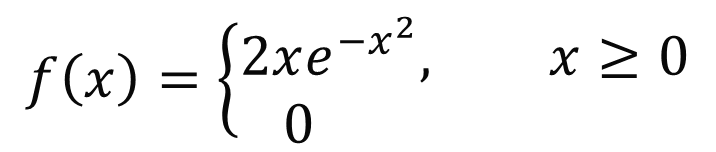 f(x) = {2xe^{-x^2}, x ≥ 0
0